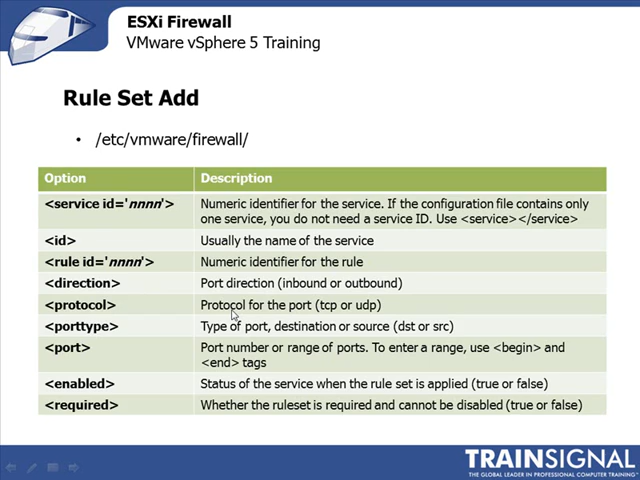 ESXi Firewall
VMware vSphere 5 Training
Rule Set Add
• /etc/vmware/firewall/
Option Description
<service id='nnnn'> Numeric identifier for the service. If the configuration file contains only
one service, you do not need a service ID. Use <service></service>
<id> Usually the name of the service
<rule id='nnnn'> Numeric identifier for the rule
<direction> Port direction (inbound or outbound)
<protocol> Protocol for the port (tcp or udp)
<porttype> Type of port, destination or source (dst or src)
<port> Port number or range of ports. To enter a range, use <begin> and
<end> tags
<enabled> Status of the service when the rule set is applied (true or false)
<required> Whether the ruleset is required and cannot be disabled (true or false)
TRAINSIGNAL
THE GLOBAL LEADER IN PROFESSIONAL COMPUTER TRAINING